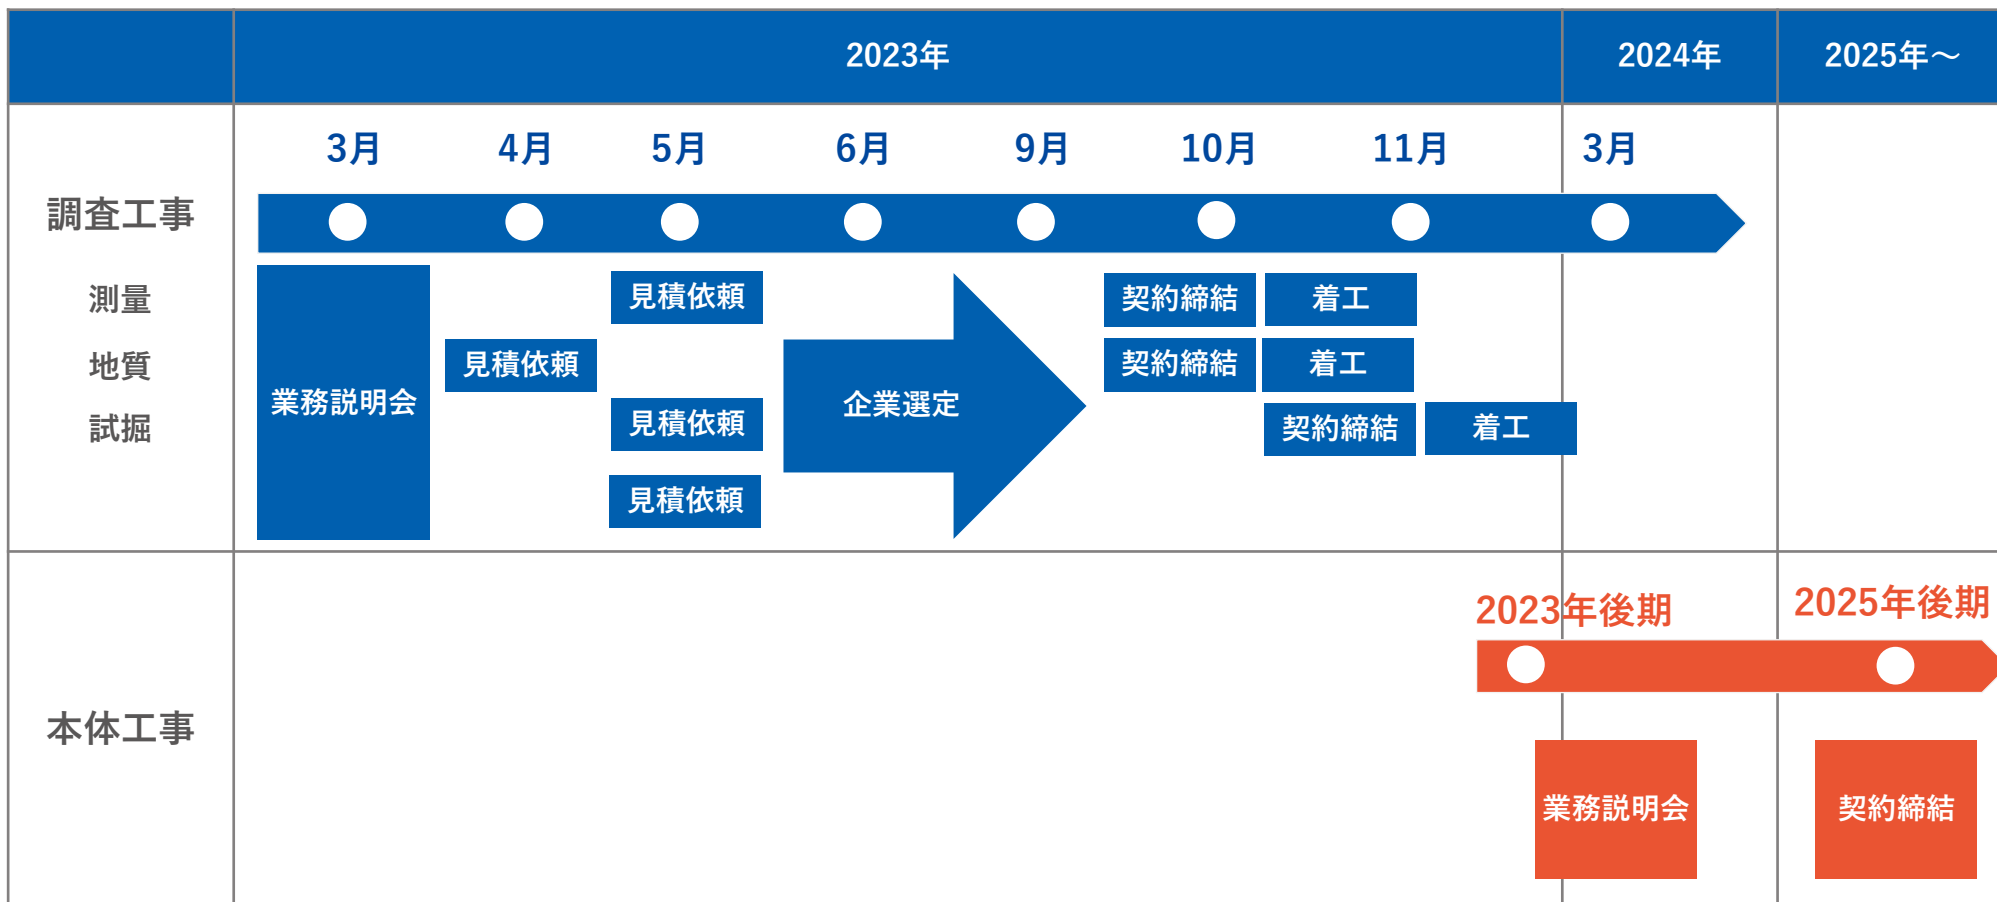 2023年
2024年
2025年～
調査工事
3月
4月
5月
6月
9月
10月
11月
3月
測量
地質
試掘
業務説明会
見積依頼
見積依頼
見積依頼
見積依頼
企業選定
契約締結
着工
契約締結
着工
契約締結
着工
本体工事
2023年後期
2025年後期
業務説明会
契約締結